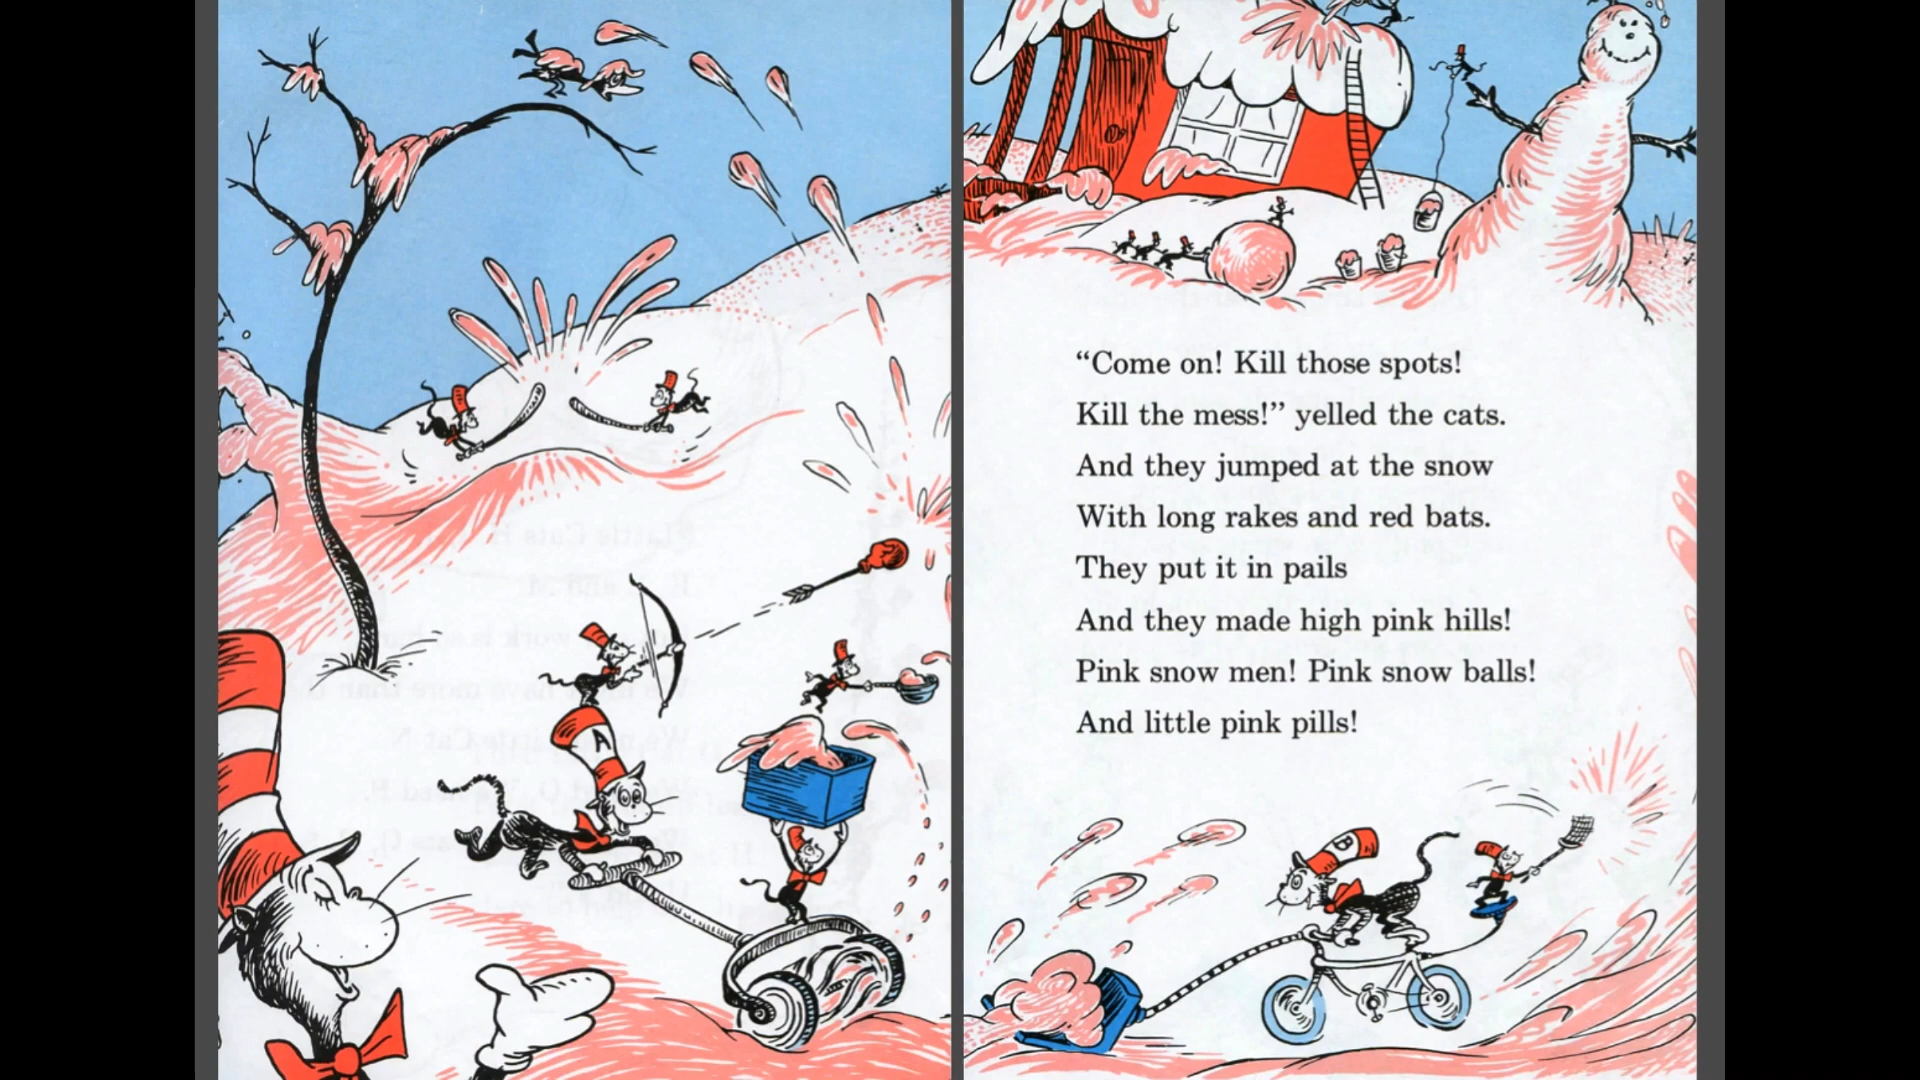 “Come on! Kill those spots!
Kill the mess!” yelled the cats.
And they jumped at the snow
With long rakes and red bats.
They put it in pails
And they made high pink hills!
Pink snow men! Pink snow balls!
And little pink pills!
B